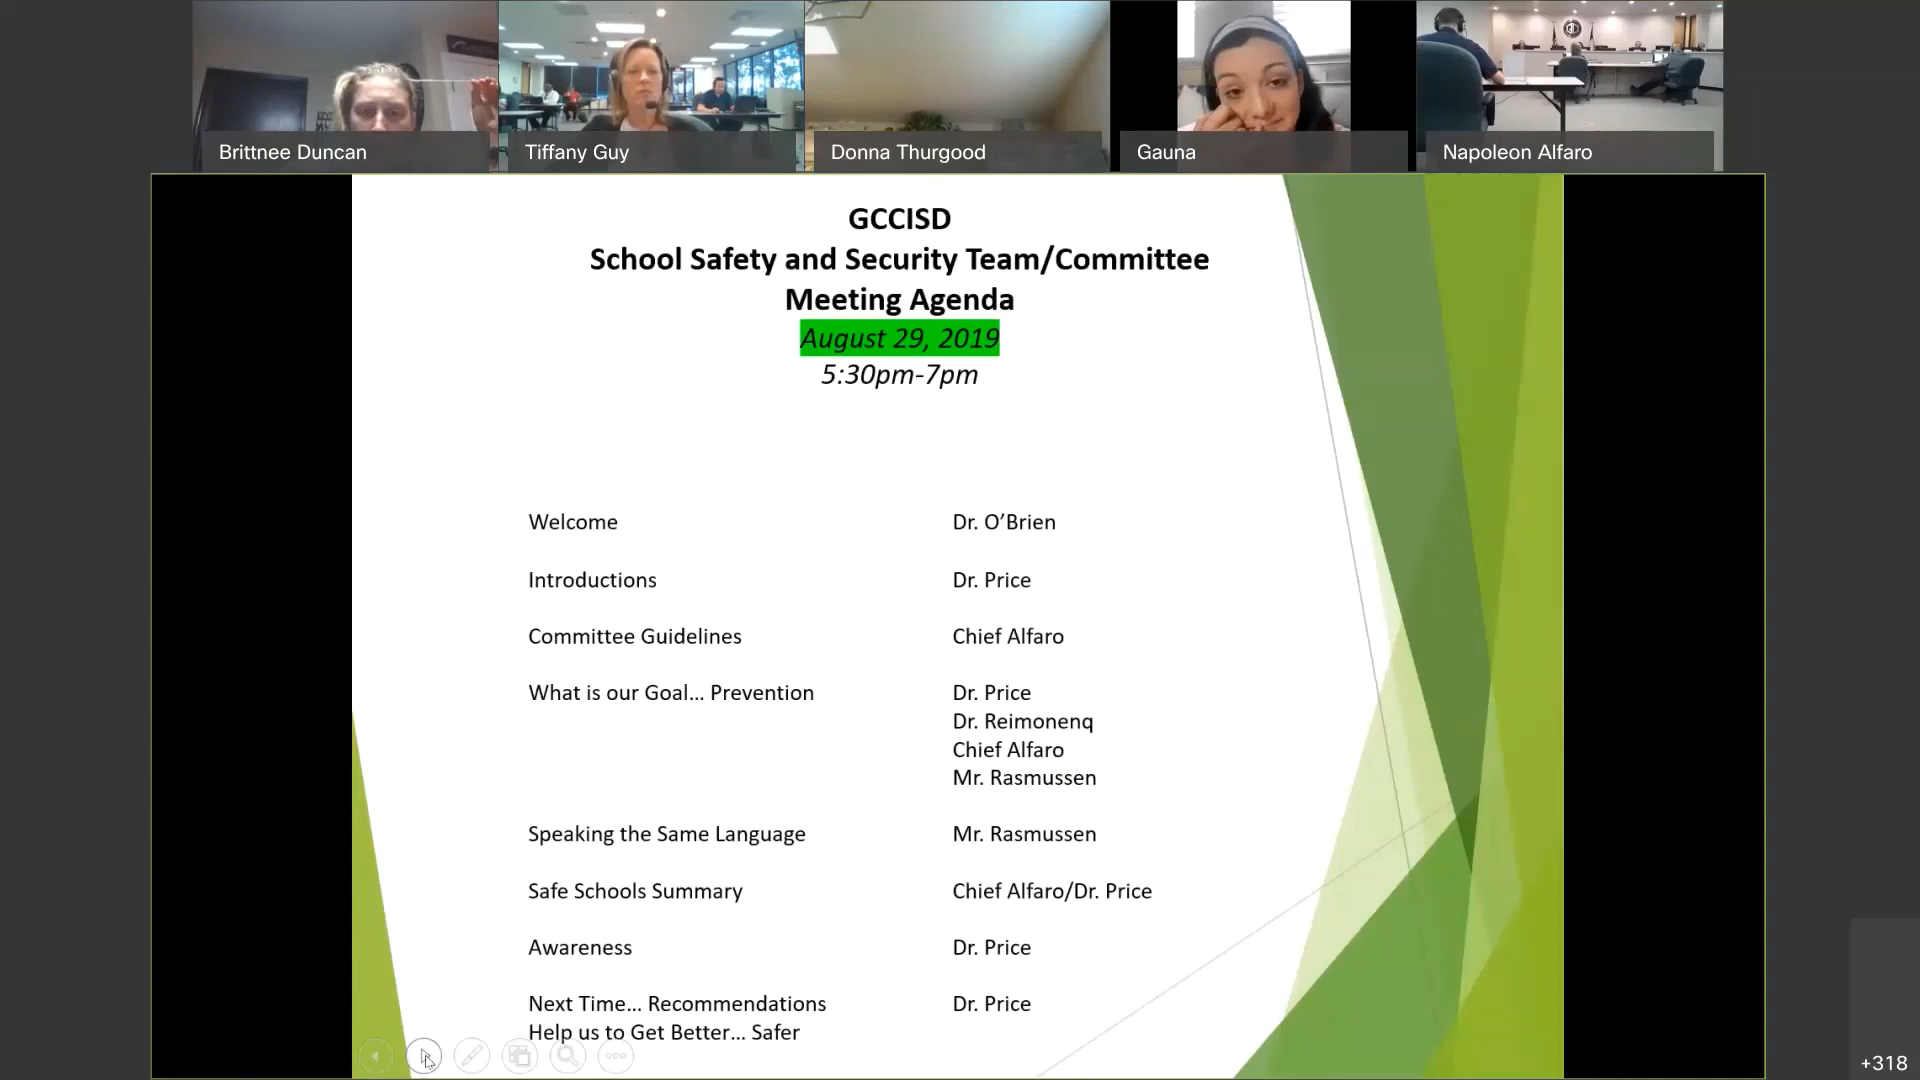 Brittnee Duncan
Tiffany Guy
Donna Thurgood
Gauna
Napoleon Alfaro
GCCISD
School Safety and Security Team/Committee
Meeting Agenda
August 29, 2019
5:30pm-7pm
Welcome Dr. O’Brien
Introductions Dr. Price
Committee Guidelines Chief Alfaro
What is our Goal... Prevention Dr. Price
Dr. Reimonenq
Chief Alfaro
Mr. Rasmussen
Speaking the Same Language Mr. Rasmussen
Safe Schools Summary Chief Alfaro/Dr. Price
Awareness Dr. Price
Next Time... Recommendations Dr. Price
Help us to Get Better... Safer
+318